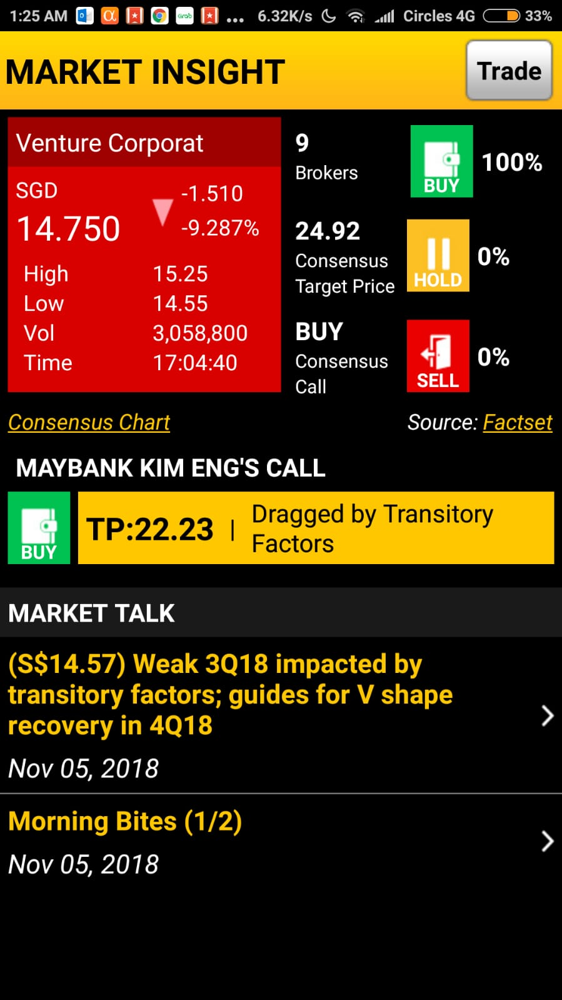 1:25 AM Grab ... 6.32K/s Circles 4G 33%
MARKET INSIGHT
Trade
Venture Corporat
SGD
14.750
-1.510
-9.287%
High 15.25
Low 14.55
Vol 3,058,800
Time 17:04:40
9
Brokers
BUY
100%
24.92
Consensus
Target Price
HOLD
0%
BUY
Consensus
Call
SELL
0%
Consensus Chart
Source: Factset
MAYBANK KIM ENG'S CALL
BUY
TP:22.23 |
Dragged by Transitory
Factors
MARKET TALK
(S$14.57) Weak 3Q18 impacted by
transitory factors; guides for V shape
recovery in 4Q18
Nov 05, 2018
Morning Bites (1/2)
Nov 05, 2018